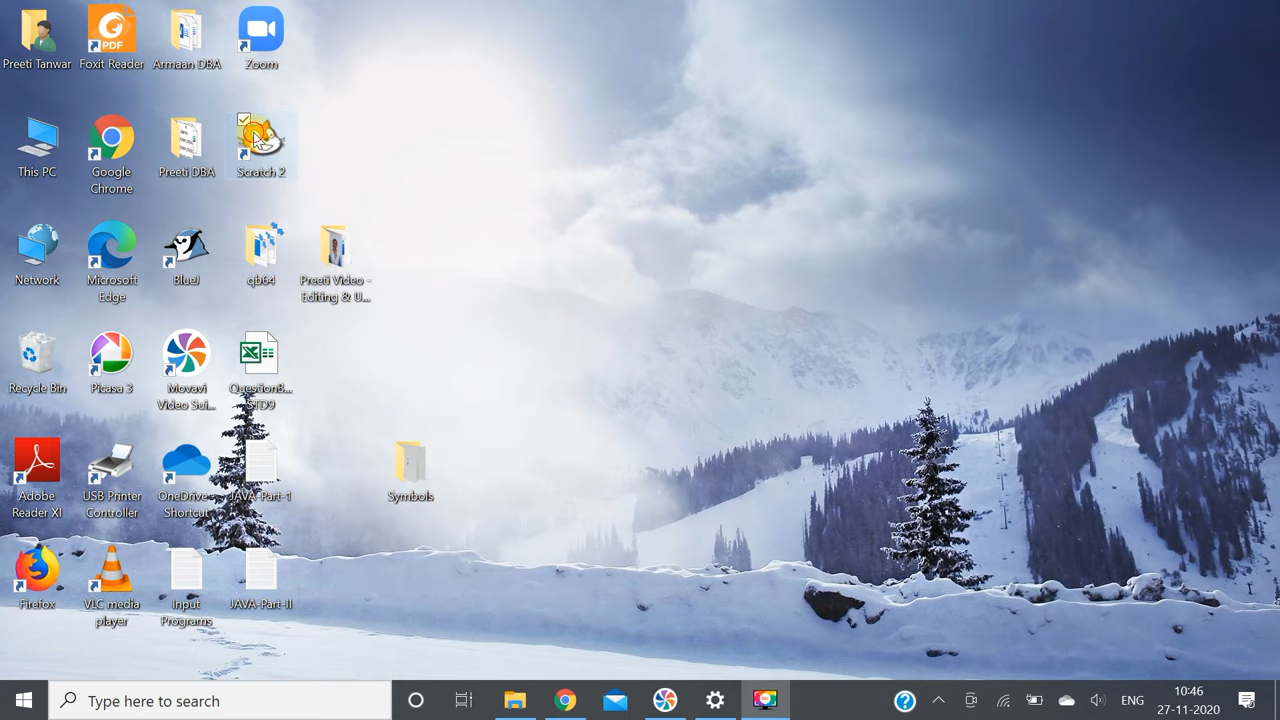 Preeti Tanwar
Foxit Reader
Armaan DBA
Zoom
This PC
Google
Chrome
Preeti DBA
Scratch 2
Network
Microsoft
Edge
BlueJ
qb64
Preeti Video -
Editing & U...
Recycle Bin
Picasa 3
Movavi
Video Sui...
QuestionB...
STD9
Adobe
Reader XI
USB Printer
Controller
OneDrive -
Shortcut
JAVA-Part-1
Symbols
Firefox
VLC media
player
Input
Programs
JAVA-Part-II
PDF
Type here to search
ENG
10:46
27-11-2020